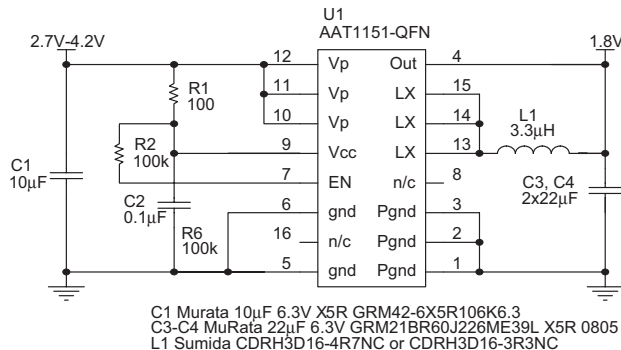 U1
AAT1151-QFN
2.7V-4.2V
1.8V
12
Vp
Out
4
R1
100
11
Vp
LX
15
10
Vp
LX
14
L1
3.3µH
R2
100k
9
Vcc
LX
13
C1
10µF
7
EN
n/c
8
C2
0.1µF
C3, C4
2x22µF
6
gnd
Pgnd
3
R6
100k
16
n/c
Pgnd
2
5
gnd
Pgnd
1
C1 Murata 10µF 6.3V X5R GRM42-6X5R106K6.3
C3-C4 MuRata 22µF 6.3V GRM21BR60J226ME39L X5R 0805
L1 Sumida CDRH3D16-4R7NC or CDRH3D16-3R3NC